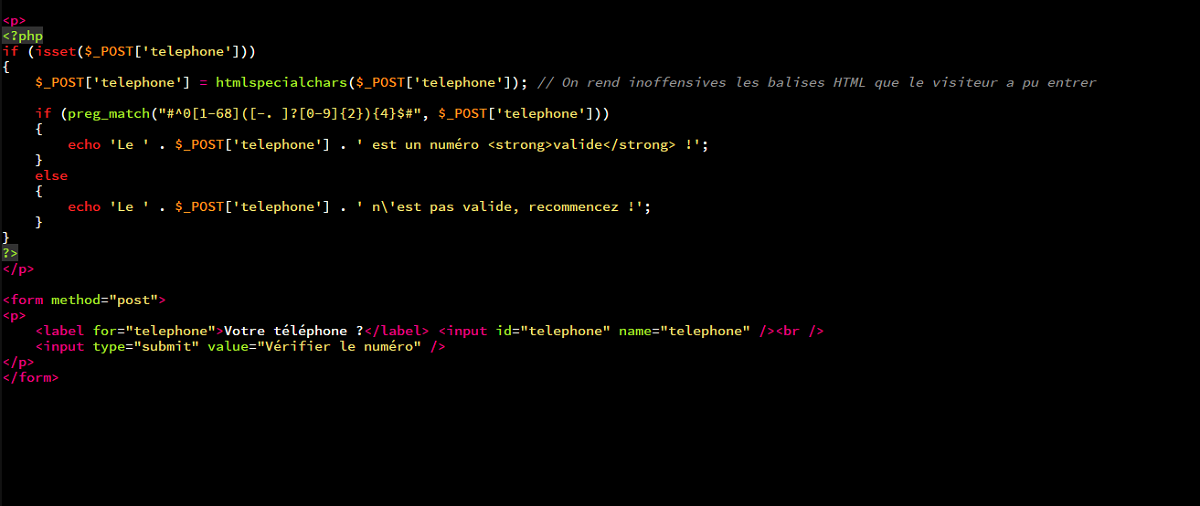 <p>
<?php
if (isset($_POST['telephone']))
{
    $_POST['telephone'] = htmlspecialchars($_POST['telephone']); // On rend inoffensives les balises HTML que le visiteur a pu entrer
    if (preg_match("#^0[1-68]([-. ]?[0-9]{2}){4}$#", $_POST['telephone']))
    {
        echo 'Le ' . $_POST['telephone'] . ' est un numéro <strong>valide</strong> !';
    }
    else
    {
        echo 'Le ' . $_POST['telephone'] . ' n\'est pas valide, recommencez !';
    }
}
?>
</p>
<form method="post">
<p>
    <label for="telephone">Votre téléphone ?</label> <input id="telephone" name="telephone" /><br />
    <input type="submit" value="Vérifier le numéro" />
</p>
</form>